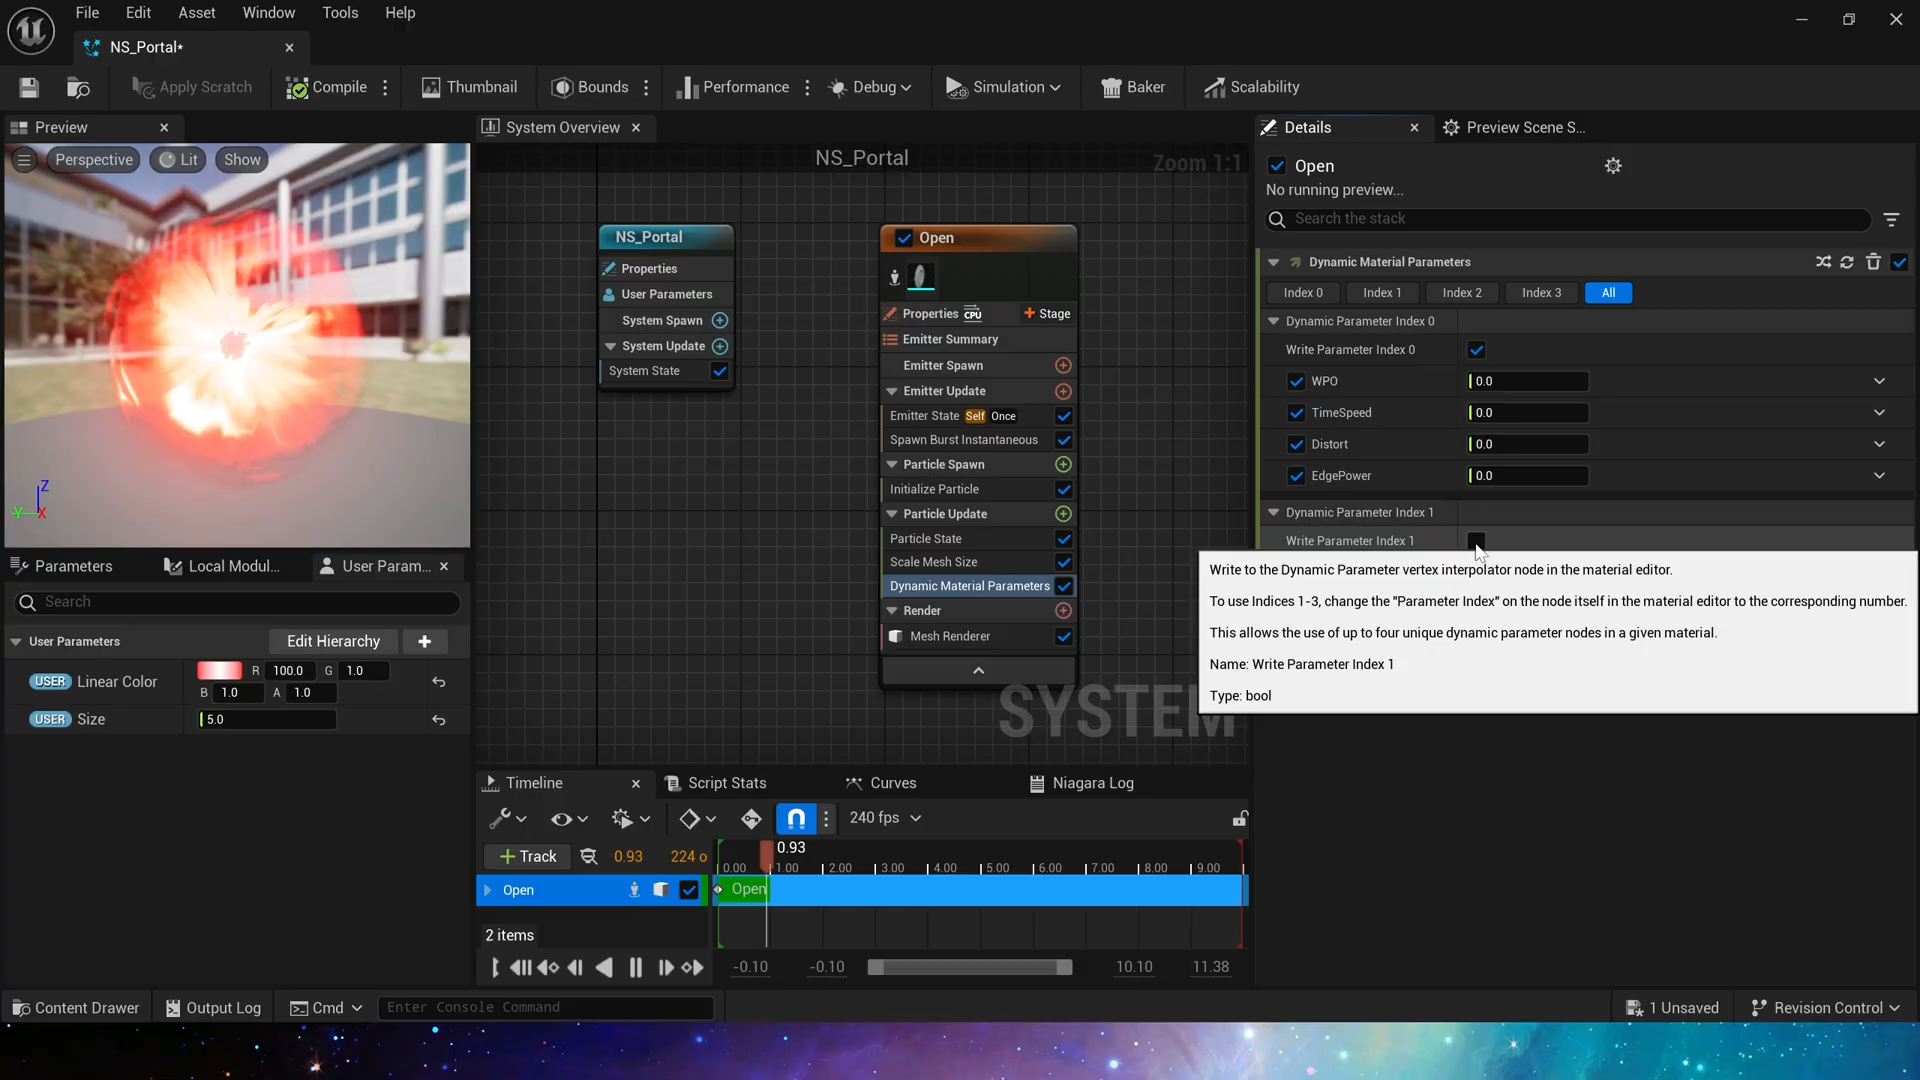 File Edit Asset Window Tools Help
NS_Portal*
Apply Scratch Compile Thumbnail Bounds Performance Debug Simulation Baker Scalability
Preview
Perspective Lit Show
Z
Y X
Parameters Local Modul... User Param...
Search
User Parameters Edit Hierarchy
USER Linear Color R 100.0 G 1.0
B 1.0 A 1.0
USER Size 5.0
System Overview
NS_Portal
Zoom 1:1
NS_Portal
Properties
User Parameters
System Spawn
System Update
System State
Open
Properties CPU Stage
Emitter Summary
Emitter Spawn
Emitter Update
Emitter State Self Once
Spawn Burst Instantaneous
Particle Spawn
Initialize Particle
Particle Update
Particle State
Scale Mesh Size
Dynamic Material Parameters
Render
Mesh Renderer
SYSTEM
Timeline Script Stats Curves Niagara Log
240 fps
+ Track 0.93 224 o
0.93
0.00 1.00 2.00 3.00 4.00 5.00 6.00 7.00 8.00 9.00
Open
Open
2 items
-0.10 -0.10 10.10 11.38
Details Preview Scene S...
Open
No running preview...
Search the stack
Dynamic Material Parameters
Index 0 Index 1 Index 2 Index 3 All
Dynamic Parameter Index 0
Write Parameter Index 0
WPO 0.0
TimeSpeed 0.0
Distort 0.0
EdgePower 0.0
Dynamic Parameter Index 1
Write Parameter Index 1
Write to the Dynamic Parameter vertex interpolator node in the material editor.
To use Indices 1-3, change the "Parameter Index" on the node itself in the material editor to the corresponding number.
This allows the use of up to four unique dynamic parameter nodes in a given material.
Name: Write Parameter Index 1
Type: bool
Content Drawer Output Log Cmd Enter Console Command 1 Unsaved Revision Control